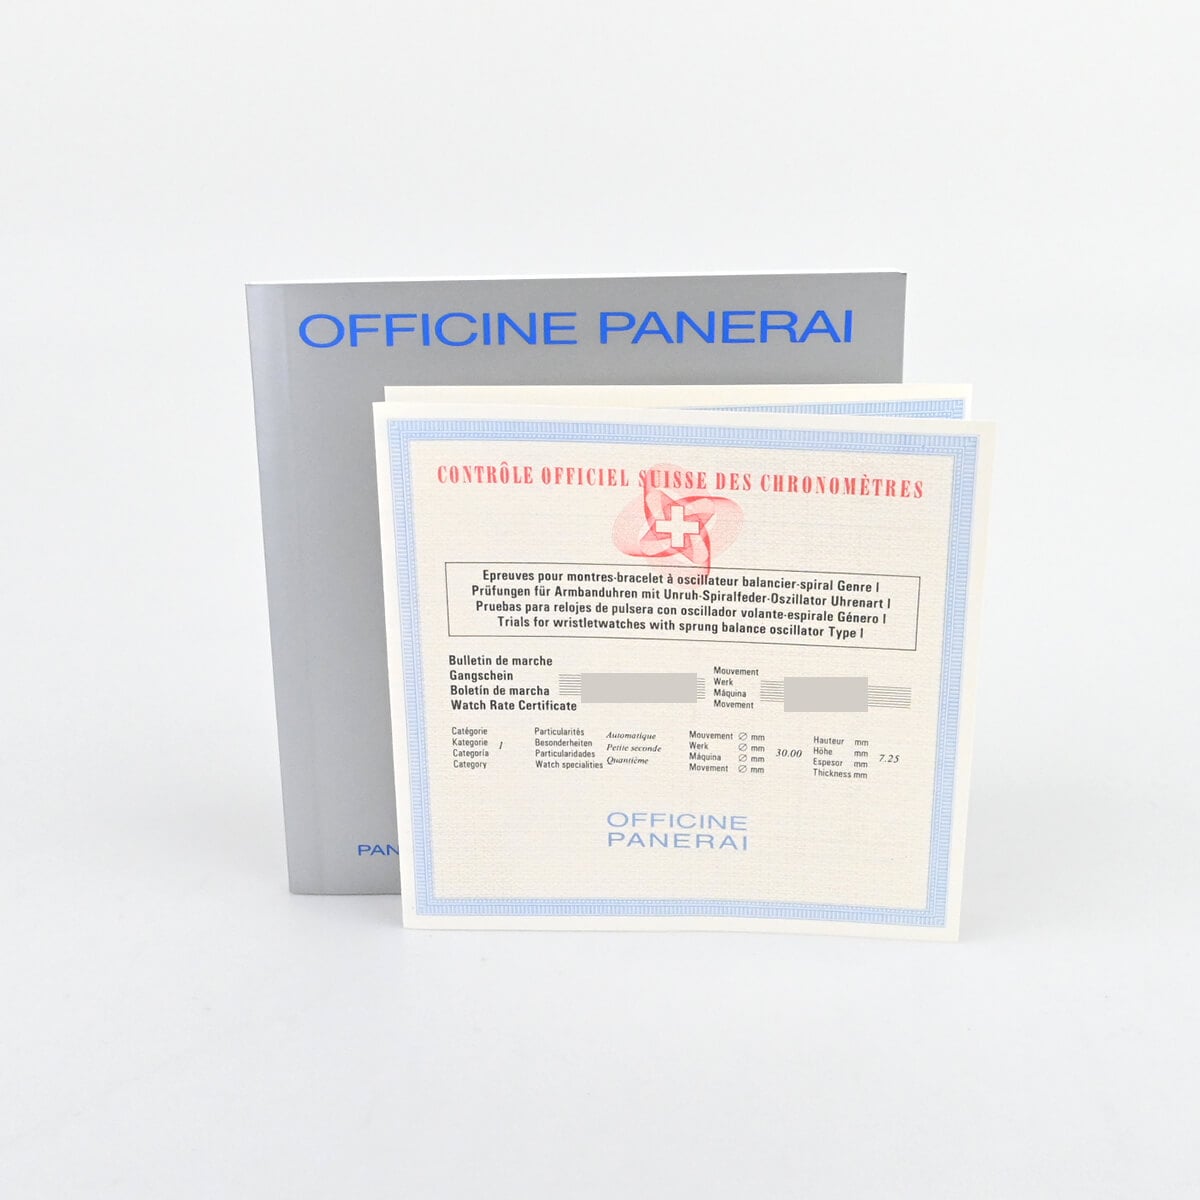 OFFICINE PANERAI
CONTRÔLE OFFICIEL SUISSE DES CHRONOMÈTRES
Epreuves pour montres-bracelet à oscillateur balancier-spiral Genre I
Prüfungen für Armbanduhren mit Unruh-Spiralfeder-Oszillator Uhrenart I
Pruebas para relojes de pulsera con oscillador volante-espirale Género I
Trials for wristletwatches with sprung balance oscillator Type I
Bulletin de marche
Gangschein
Boletín de marcha
Watch Rate Certificate
Mouvement
Werk
Máquina
Movement
Catégorie
Kategorie 1
Categoría
Category
Particularités Automatique
Besonderheiten Petite seconde
Particularidades Quantième
Watch specialities
Mouvement ∅ mm
Werk ∅ mm 30.00
Máquina ∅ mm
Movement ∅ mm
Hauteur mm
Höhe mm 7.25
Espesor mm
Thickness mm
OFFICINE
PANERAI
PAN